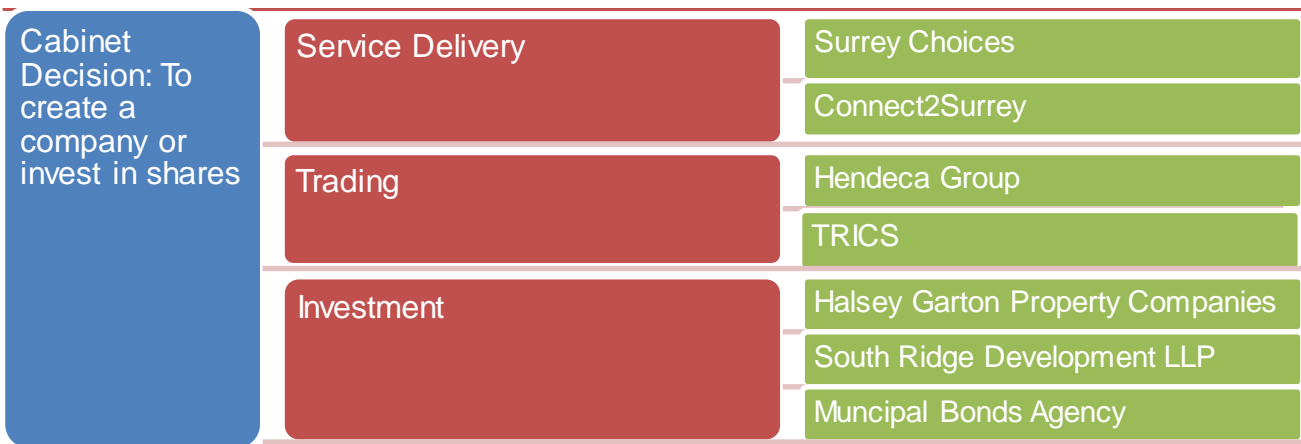 Cabinet
Decision: To
create a
company or
invest in shares
Service Delivery
Surrey Choices
Connect2Surrey
Trading
Hendeca Group
TRICS
Investment
Halsey Garton Property Companies
South Ridge Development LLP
Muncipal Bonds Agency